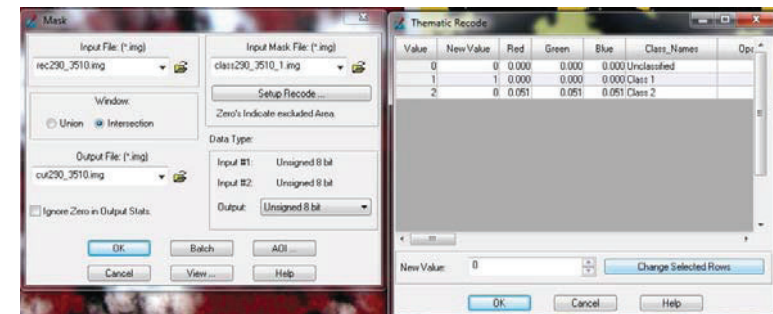 Mask
Input File: (*.img)
rec290_3510.img
Window:
Union Intersection
Output File: (*.img)
cut290_3510.img
Ignore Zero in Output Stats.
Input Mask File: (*.img)
class290_3510_1.img
Setup Recode ...
Zero's Indicate excluded Area.
Data Type:
Input #1: Unsigned 8 bit
Input #2: Unsigned 8 bit
Output: Unsigned 8 bit
OK Batch AOI ...
Cancel View ... Help
Thematic Recode
Value New Value Red Green Blue Class_Names Opa
0 0 0.000 0.000 0.000 Unclassified
1 1 0.000 0.000 0.000 Class 1
2 0 0.051 0.051 0.051 Class 2
New Value: 0 Change Selected Rows
OK Cancel Help